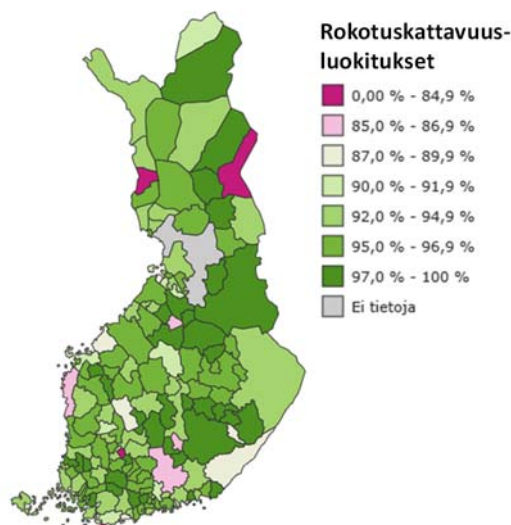 Rokotuskattavuus-
luokitukset
0,00 % - 84,9 %
85,0 % - 86,9 %
87,0 % - 89,9 %
90,0 % - 91,9 %
92,0 % - 94,9 %
95,0 % - 96,9 %
97,0 % - 100 %
Ei tietoja